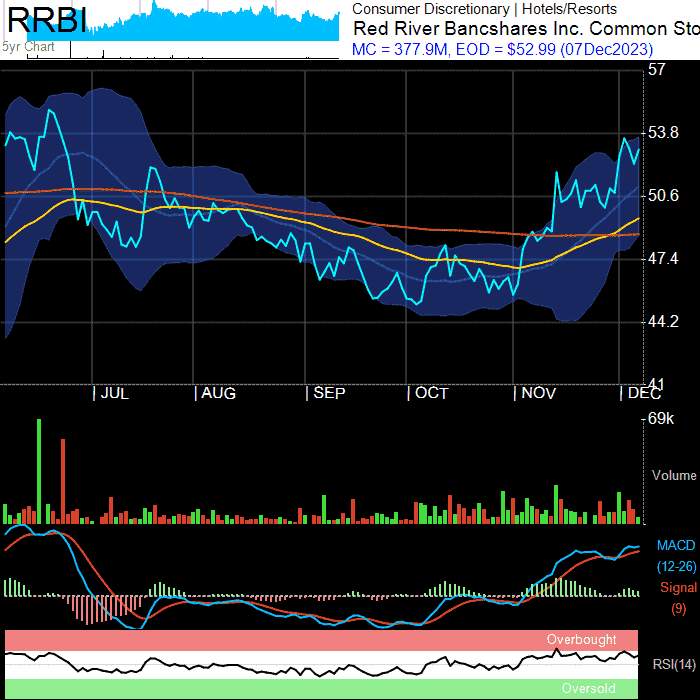 RRBI
5yr Chart
Consumer Discretionary | Hotels/Resorts
Red River Bancshares Inc. Common Sto
MC = 377.9M, EOD = $52.99 (07Dec2023)
57
53.8
50.6
47.4
44.2
41
JUL AUG SEP OCT NOV DEC
69k
Volume
MACD
(12-26)
Signal
(9)
Overbought
RSI(14)
Oversold